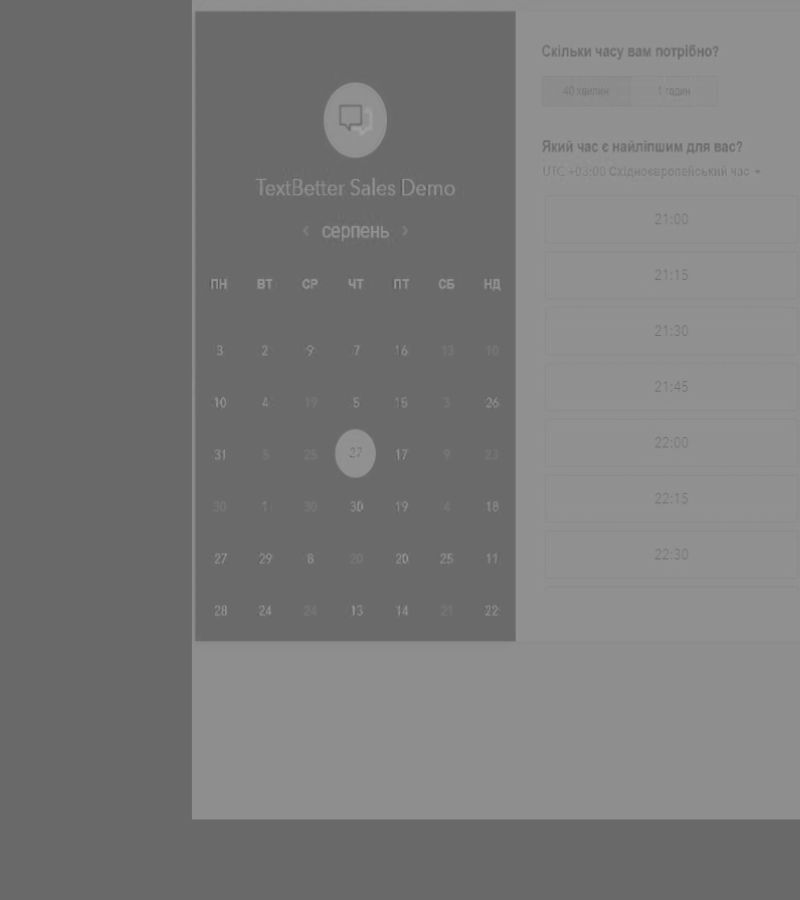 Скільки часу вам потрібно?
40 хвилин 1 годин
TextBetter Sales Demo
Який час є найліпшим для вас?
UTC +03:00 Східноєвропейський час
‹ серпень ›
21:00
21:15
21:30
21:45
22:00
22:15
22:30
ПН ВТ СР ЧТ ПТ СБ НД
3 2 9 7 16 13 10
10 4 19 5 15 3 26
31 5 25 27 17 9 23
30 1 30 30 19 4 18
27 29 8 20 20 25 11
28 24 24 13 14 21 22